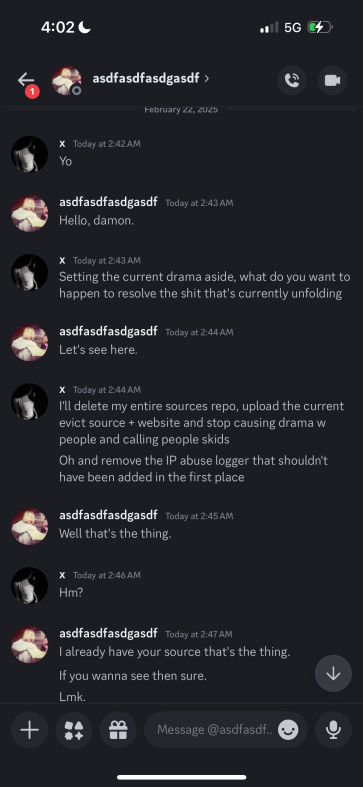 4:02
5G
1
asdfasdfasdgasdf
February 22, 2025
x Today at 2:42 AM
Yo
asdfasdfasdgasdf Today at 2:43 AM
Hello, damon.
x Today at 2:43 AM
Setting the current drama aside, what do you want to
happen to resolve the shit that's currently unfolding
asdfasdfasdgasdf Today at 2:44 AM
Let's see here.
x Today at 2:44 AM
I'll delete my entire sources repo, upload the current
evict source + website and stop causing drama w
people and calling people skids
Oh and remove the IP abuse logger that shouldn't
have been added in the first place
asdfasdfasdgasdf Today at 2:45 AM
Well that's the thing.
x Today at 2:46 AM
Hm?
asdfasdfasdgasdf Today at 2:47 AM
I already have your source that's the thing.
If you wanna see then sure.
Lmk.
Message @asdfasdf..